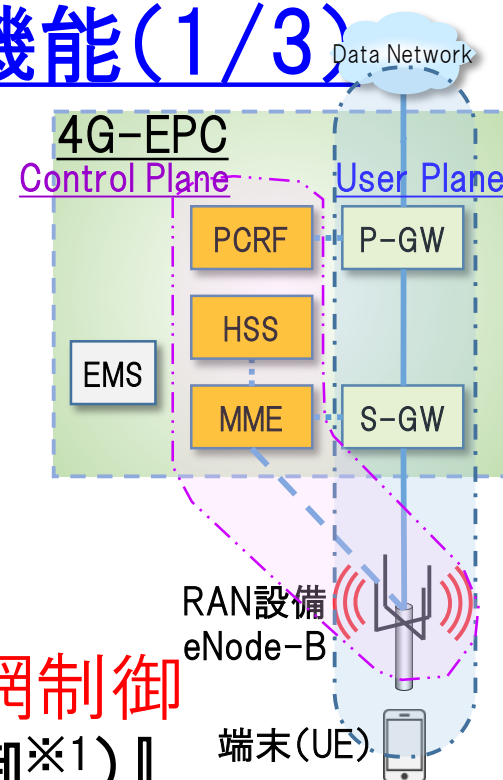 機能(1/3)
Data Network
4G-EPC
Control Plane
User Plane
PCRF
P-GW
HSS
EMS
MME
S-GW
RAN設備
eNode-B
網制御
御※1)』
端末(UE)